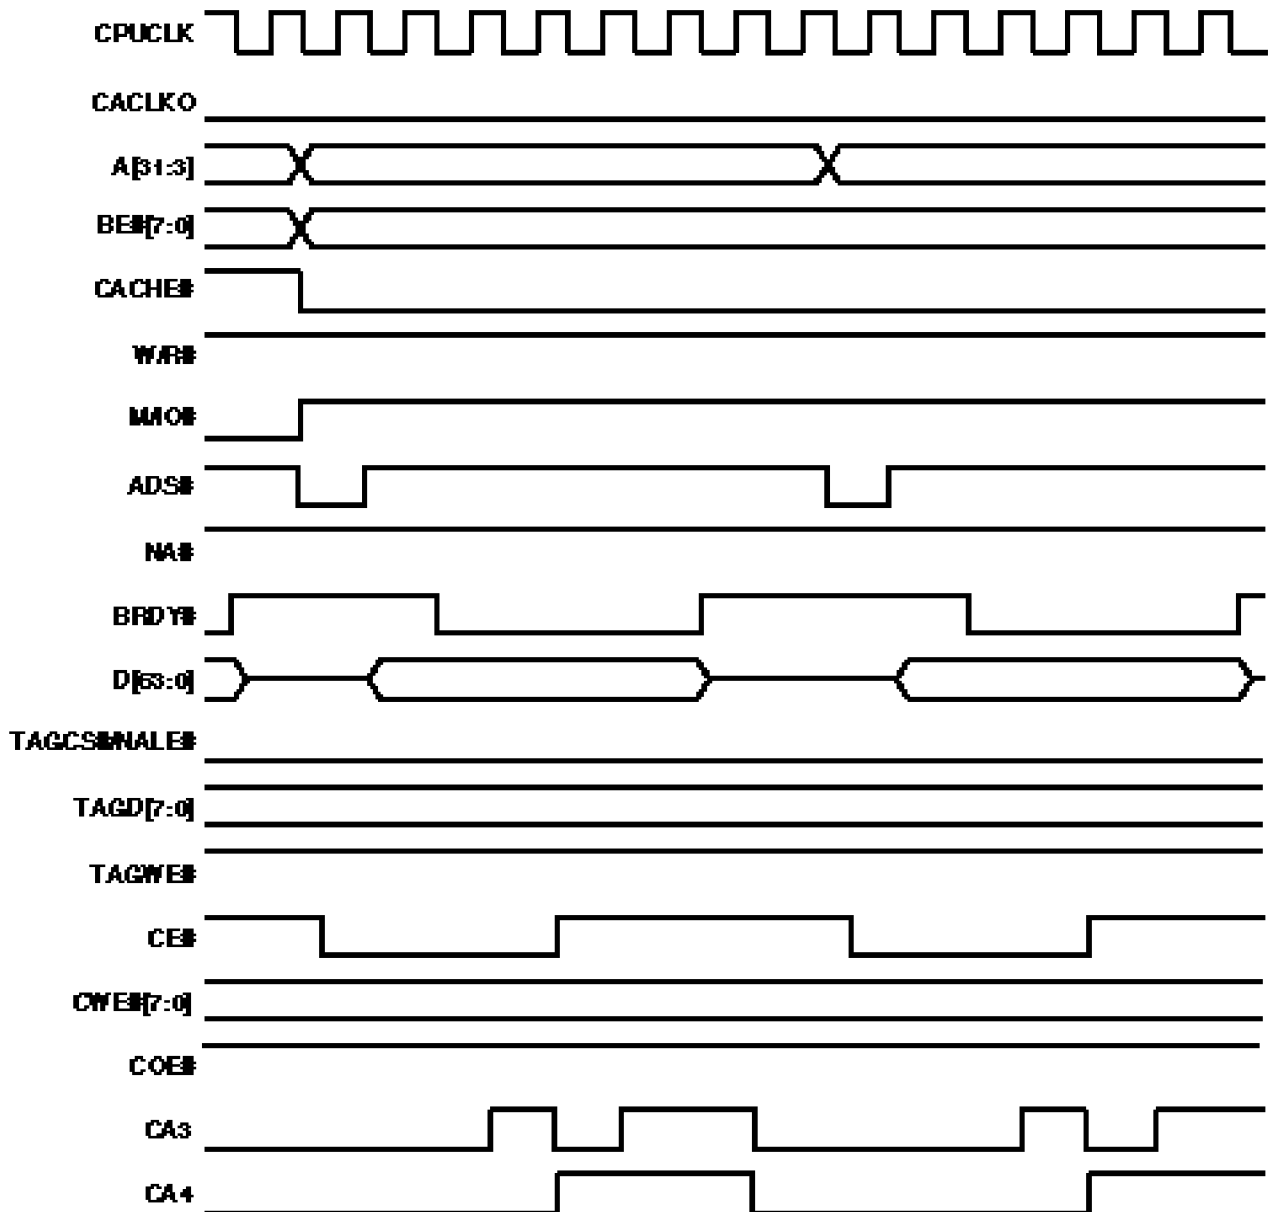 CPUCLK
CACLKO
A[31:3]
BE#[7:0]
CACHE#
W/R#
M/IO#
ADS#
NA#
BRDY#
D[63:0]
TAGCS#/NALE#
TAGD[7:0]
TAGWE#
CE#
CWE#[7:0]
COE#
CA3
CA4